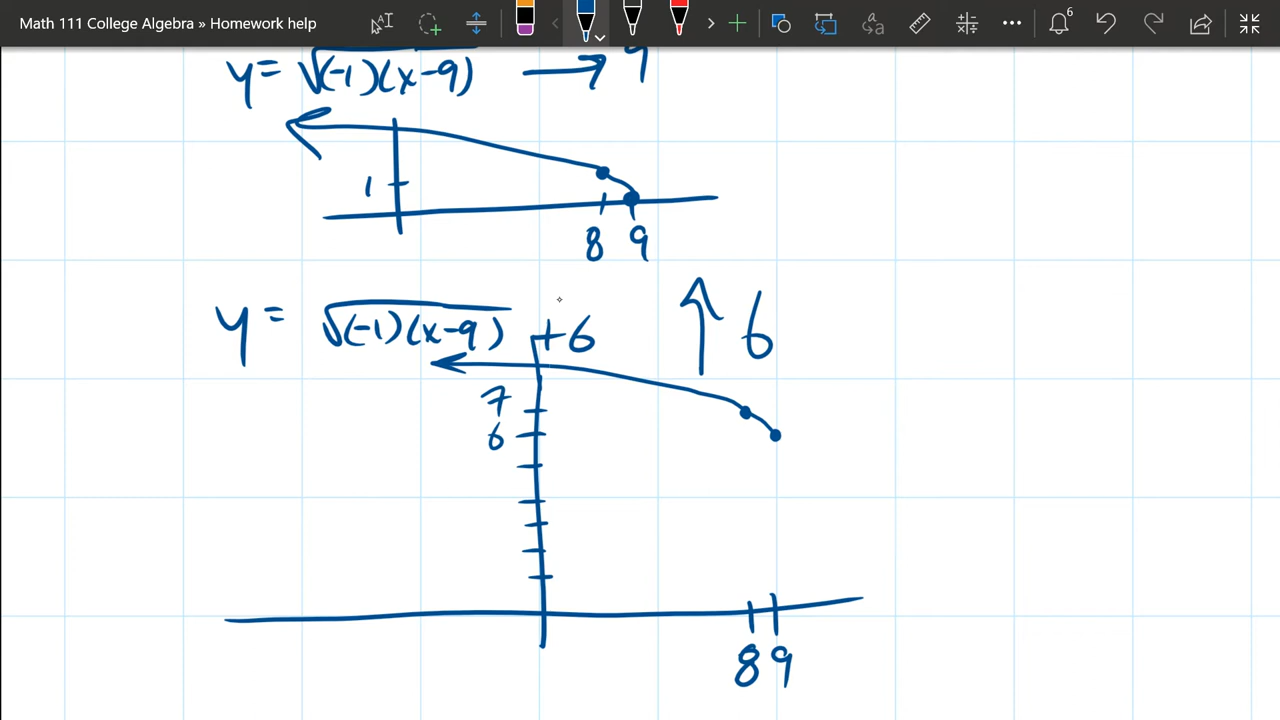 Math 111 College Algebra » Homework help
6
y = √(-1)(x-9) → 9
1
8 9
y = √(-1)(x-9) + 6 ↑ 6
7
6
8 9